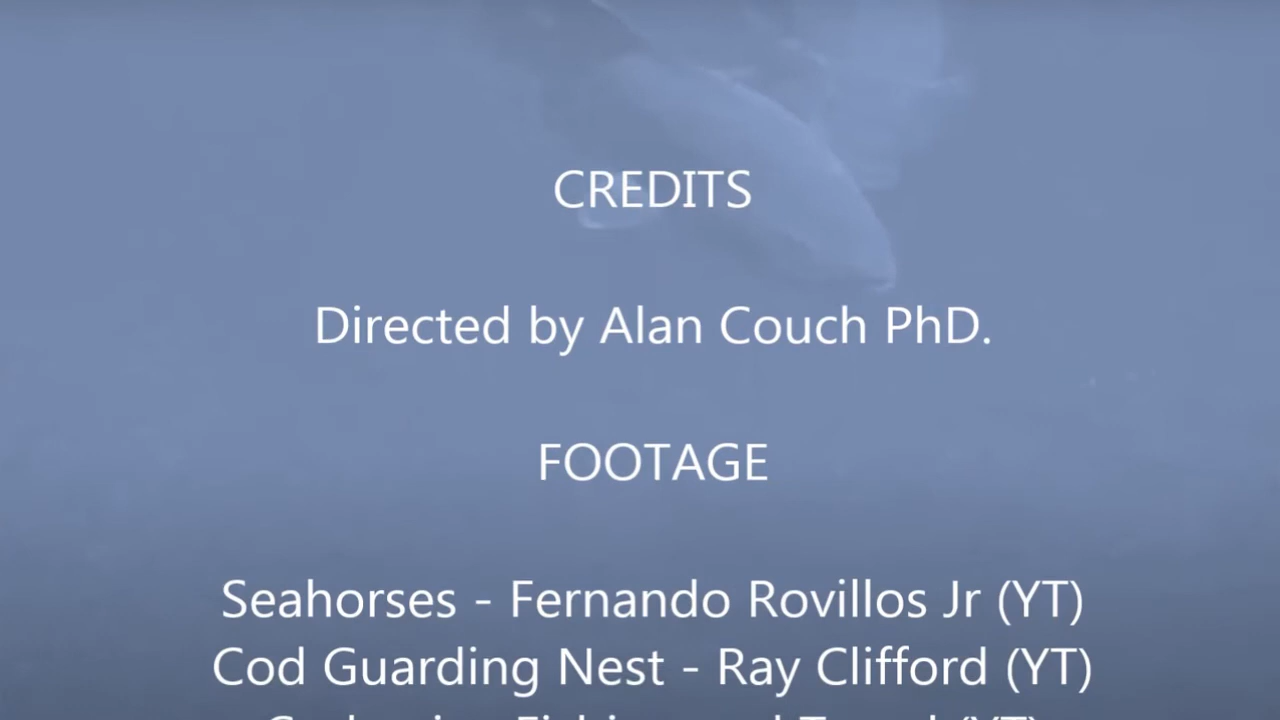 CREDITS
Directed by Alan Couch PhD.
FOOTAGE
Seahorses - Fernando Rovillos Jr (YT)
Cod Guarding Nest - Ray Clifford (YT)